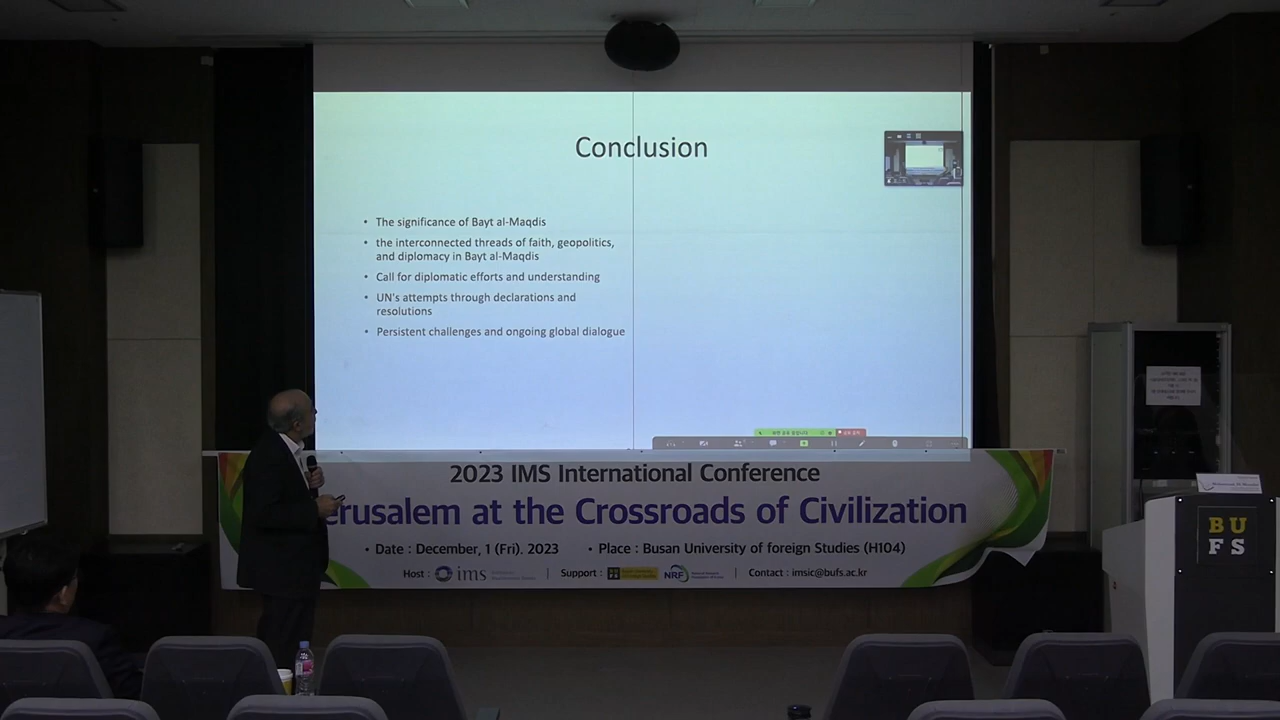 Conclusion
• The significance of Bayt al-Maqdis
• the interconnected threads of faith, geopolitics,
and diplomacy in Bayt al-Maqdis
• Call for diplomatic efforts and understanding
• UN's attempts through declarations and
resolutions
• Persistent challenges and ongoing global dialogue
2023 IMS International Conference
erusalem at the Crossroads of Civilization
• Date : December, 1 (Fri). 2023 • Place : Busan University of foreign Studies (H104)
Host : ims | Support : NRF | Contact : imsic@bufs.ac.kr
BU
FS